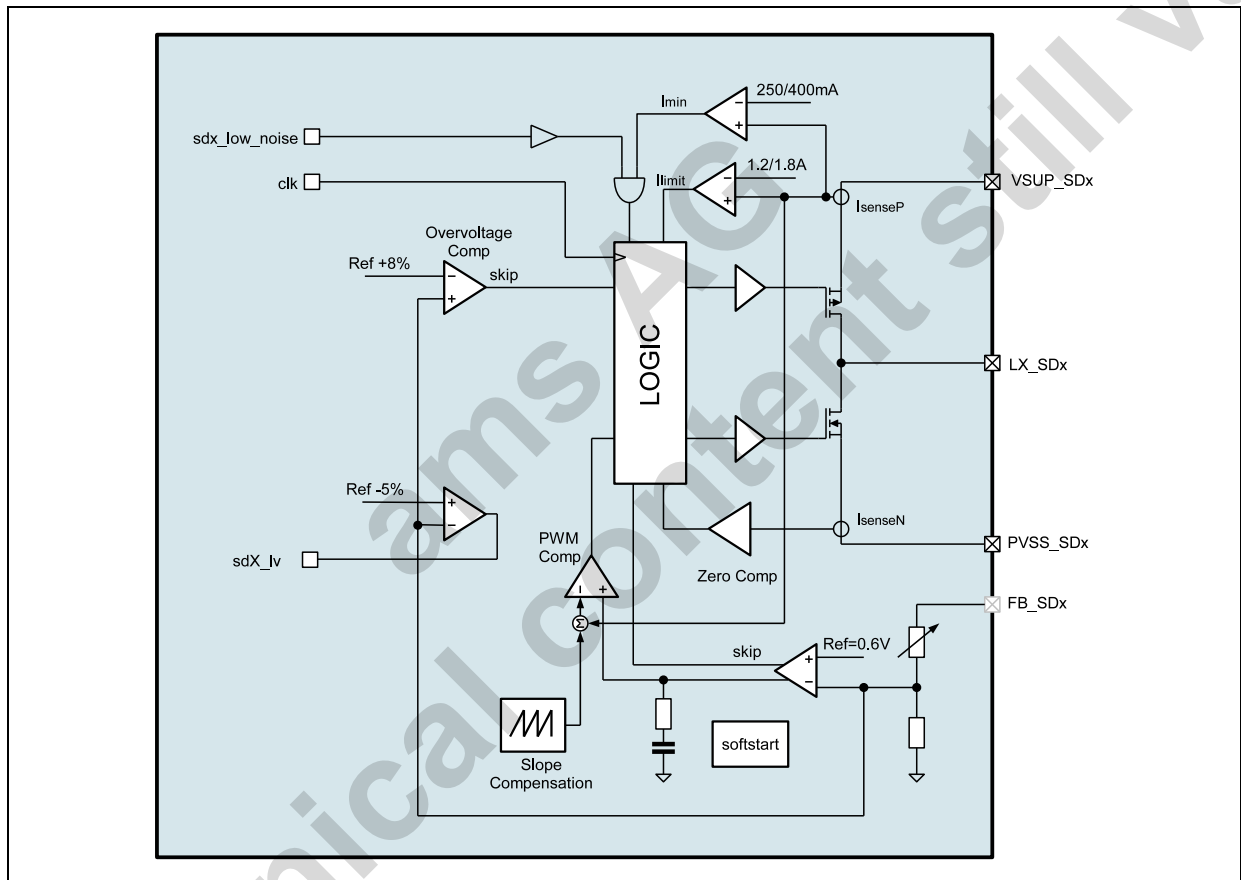 250/400mA
Imin
sdx_low_noise
1.2/1.8A
clk
Ilimit
VSUP_SDx
IsenseP
Overvoltage
Comp
Ref +8%
skip
LOGIC
LX_SDx
Ref -5%
IsenseN
PWM
Comp
PVSS_SDx
sdX_lv
Zero Comp
FB_SDx
Σ
Ref=0.6V
skip
softstart
Slope
Compensation
ams AG
nical content still v